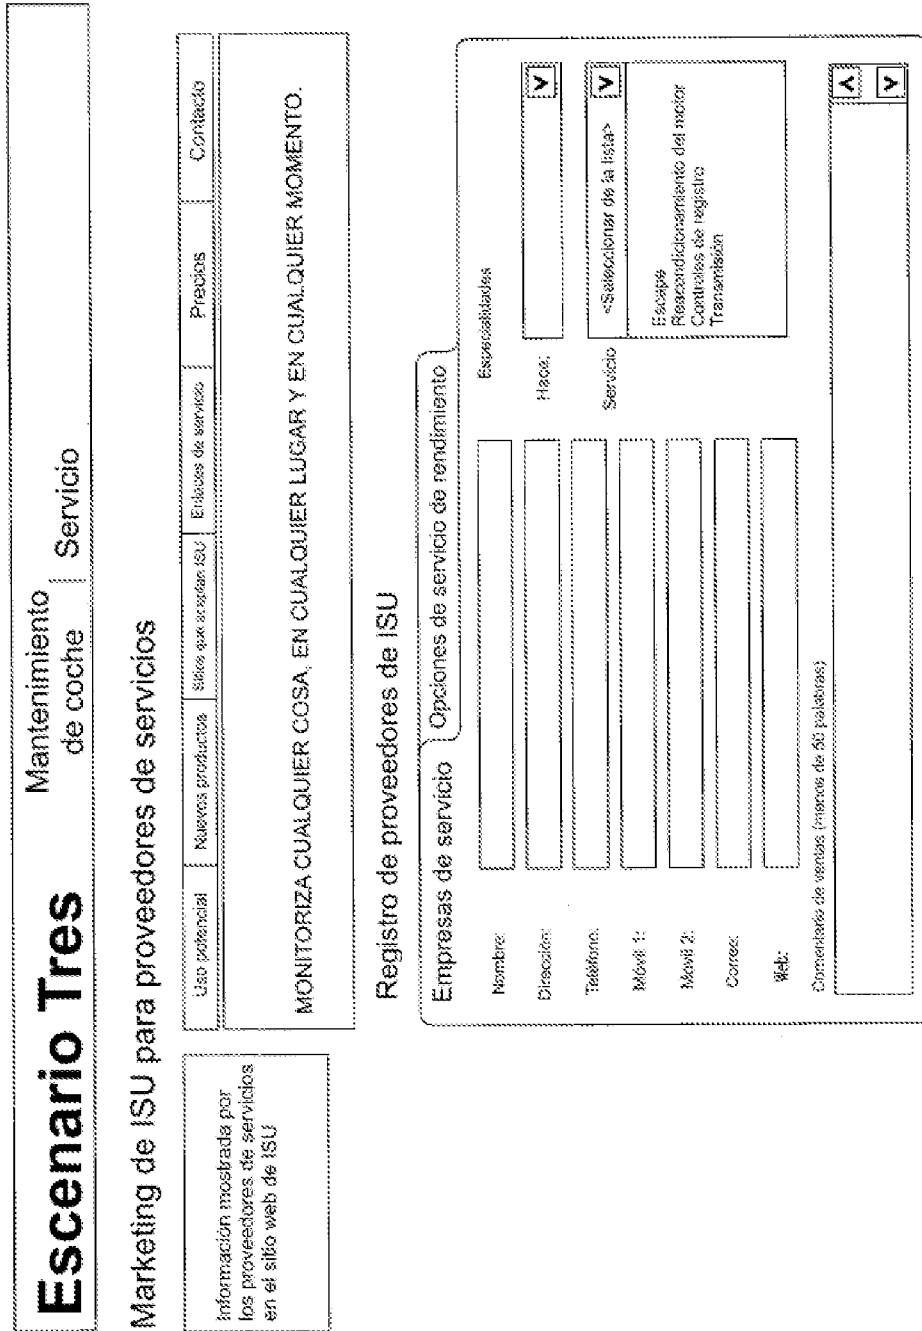 Escenario Tres
Mantenimiento de coche
Servicio
Marketing de ISU para proveedores de servicios
Información mostrada por
los proveedores de servicios
en el sitio web de ISU
Uso potencial
Nuevos productos
Sitios que aceptan ISU
Enlaces de servicio
Precios
Contacto
MONITORIZA CUALQUIER COSA, EN CUALQUIER LUGAR Y EN CUALQUIER MOMENTO.
Registro de proveedores de ISU
Empresas de servicio
Opciones de servicio de rendimiento
Nombre:
Dirección:
Teléfono:
Móvil 1:
Móvil 2:
Correo:
Web:
Especialidades
Hace:
Servicio
<Seleccionar de la lista>
Escape
Reacondicionamiento del motor
Controles de registro
Transmisión
Comentario de ventas (menos de 50 palabras)